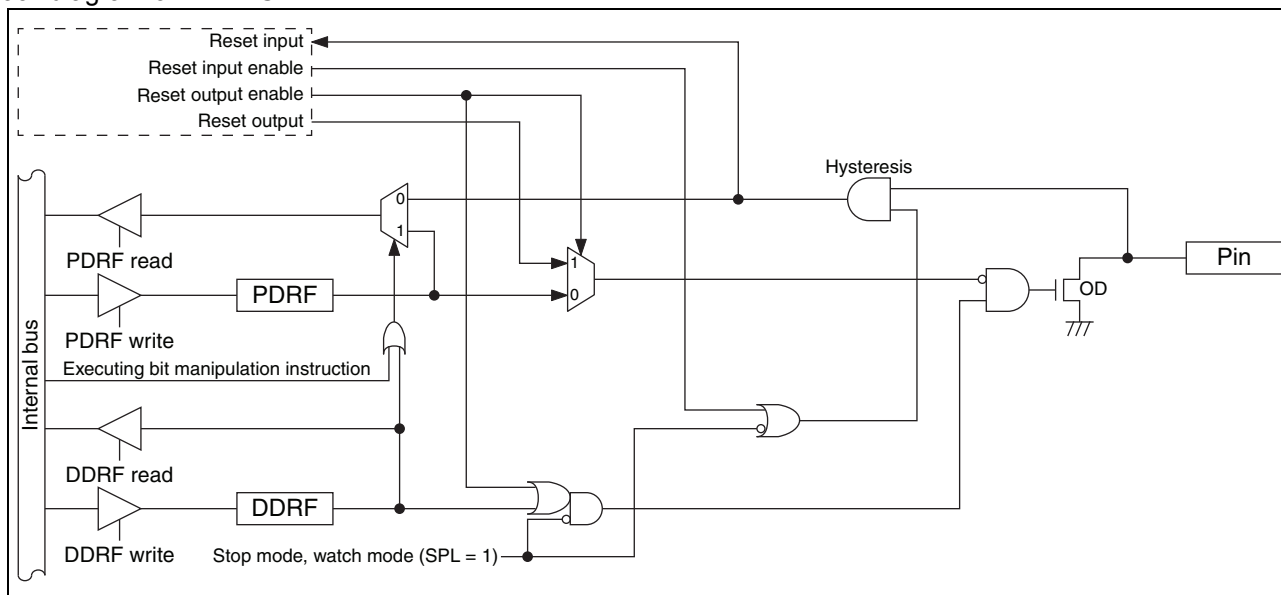 Reset input
Reset input enable
Reset output enable
Reset output
Hysteresis
0
1
PDRF read
1
Pin
PDRF
0
OD
PDRF write
Internal bus
Executing bit manipulation instruction
DDRF read
DDRF
DDRF write
Stop mode, watch mode (SPL = 1)